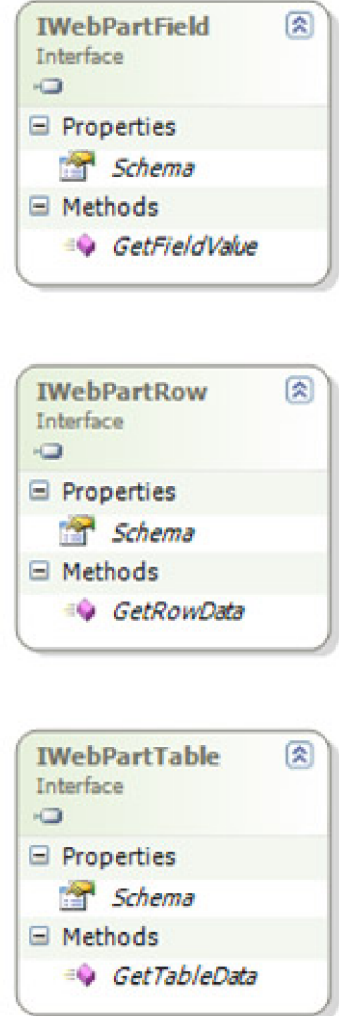 IWebPartField
Interface
Properties
Schema
Methods
GetFieldValue
IWebPartRow
Interface
Properties
Schema
Methods
GetRowData
IWebPartTable
Interface
Properties
Schema
Methods
GetTableData